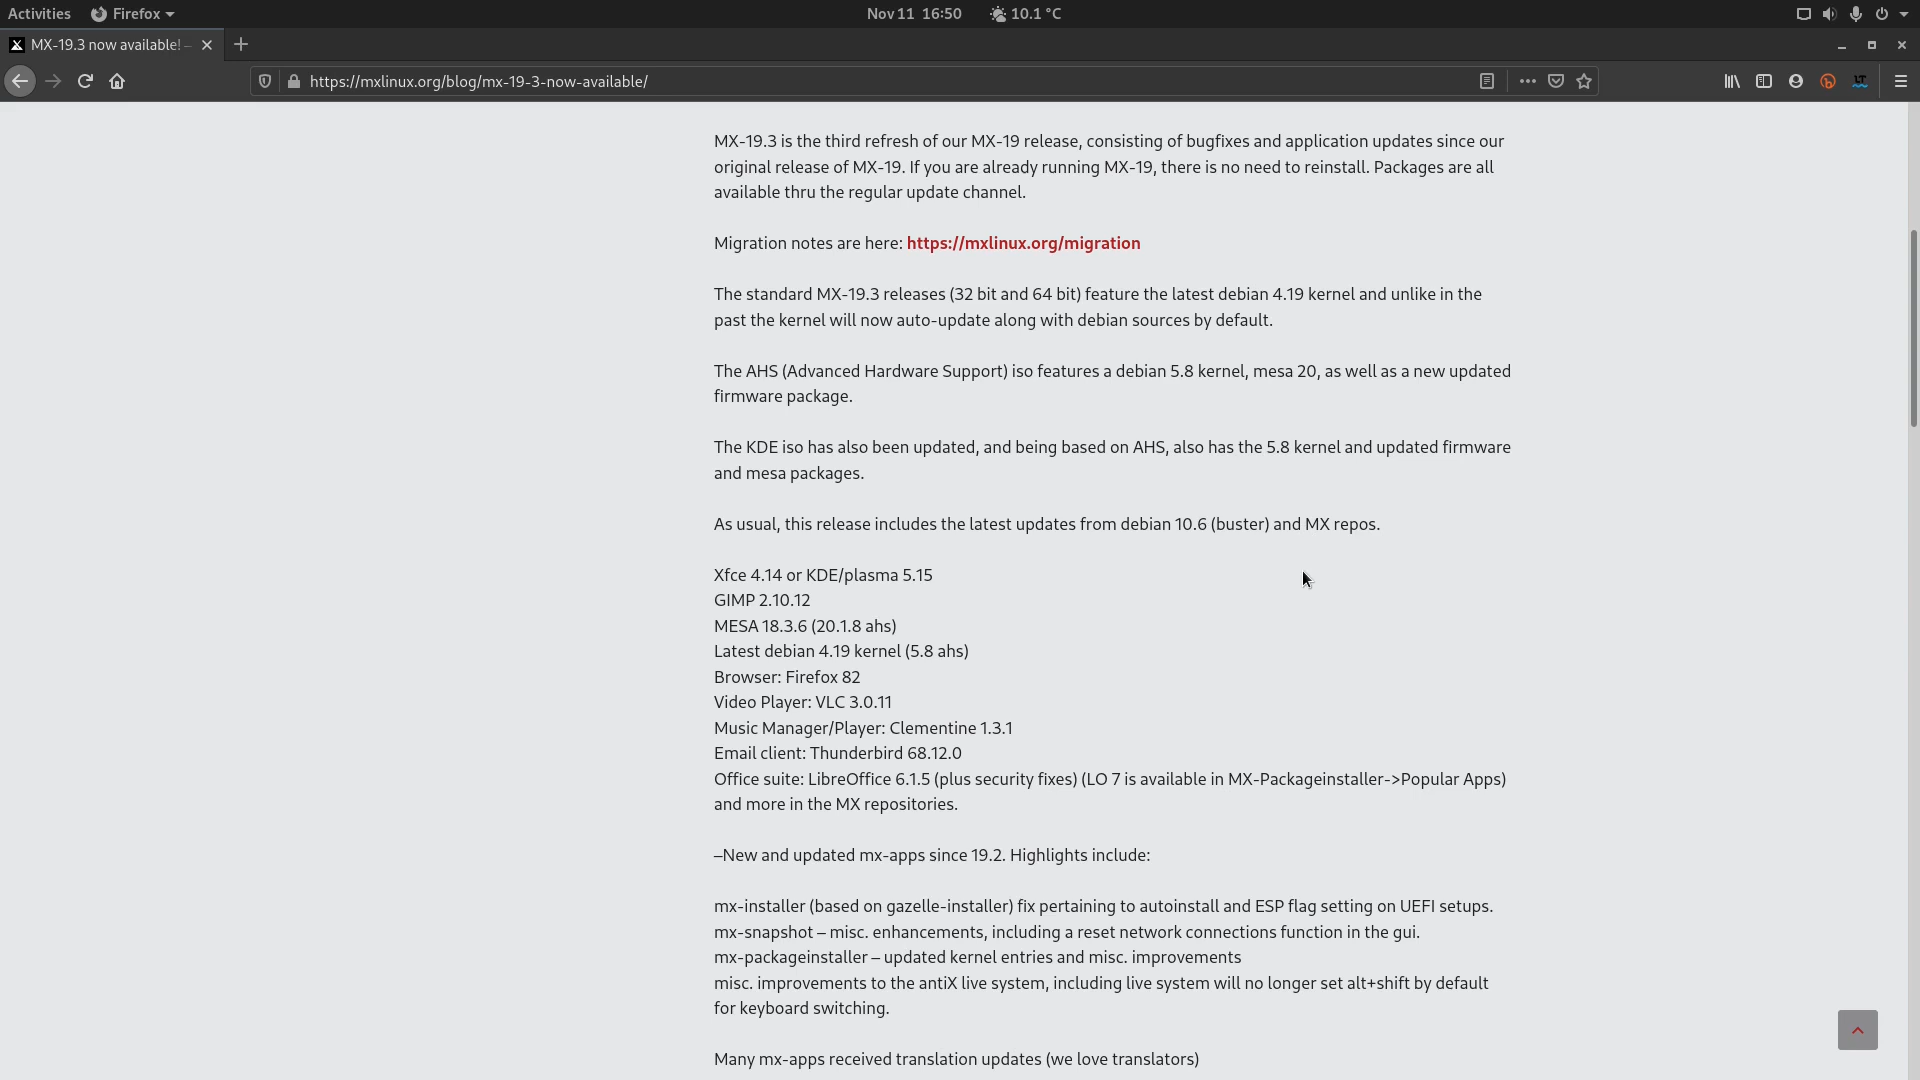 Activities
Firefox
Nov 11 16:50
10.1 °C
MX-19.3 now available! –
https://mxlinux.org/blog/mx-19-3-now-available/
LT
MX-19.3 is the third refresh of our MX-19 release, consisting of bugfixes and application updates since our
original release of MX-19. If you are already running MX-19, there is no need to reinstall. Packages are all
available thru the regular update channel.
Migration notes are here: https://mxlinux.org/migration
The standard MX-19.3 releases (32 bit and 64 bit) feature the latest debian 4.19 kernel and unlike in the
past the kernel will now auto-update along with debian sources by default.
The AHS (Advanced Hardware Support) iso features a debian 5.8 kernel, mesa 20, as well as a new updated
firmware package.
The KDE iso has also been updated, and being based on AHS, also has the 5.8 kernel and updated firmware
and mesa packages.
As usual, this release includes the latest updates from debian 10.6 (buster) and MX repos.
Xfce 4.14 or KDE/plasma 5.15
GIMP 2.10.12
MESA 18.3.6 (20.1.8 ahs)
Latest debian 4.19 kernel (5.8 ahs)
Browser: Firefox 82
Video Player: VLC 3.0.11
Music Manager/Player: Clementine 1.3.1
Email client: Thunderbird 68.12.0
Office suite: LibreOffice 6.1.5 (plus security fixes) (LO 7 is available in MX-Packageinstaller->Popular Apps)
and more in the MX repositories.
–New and updated mx-apps since 19.2. Highlights include:
mx-installer (based on gazelle-installer) fix pertaining to autoinstall and ESP flag setting on UEFI setups.
mx-snapshot – misc. enhancements, including a reset network connections function in the gui.
mx-packageinstaller – updated kernel entries and misc. improvements
misc. improvements to the antiX live system, including live system will no longer set alt+shift by default
for keyboard switching.
Many mx-apps received translation updates (we love translators)